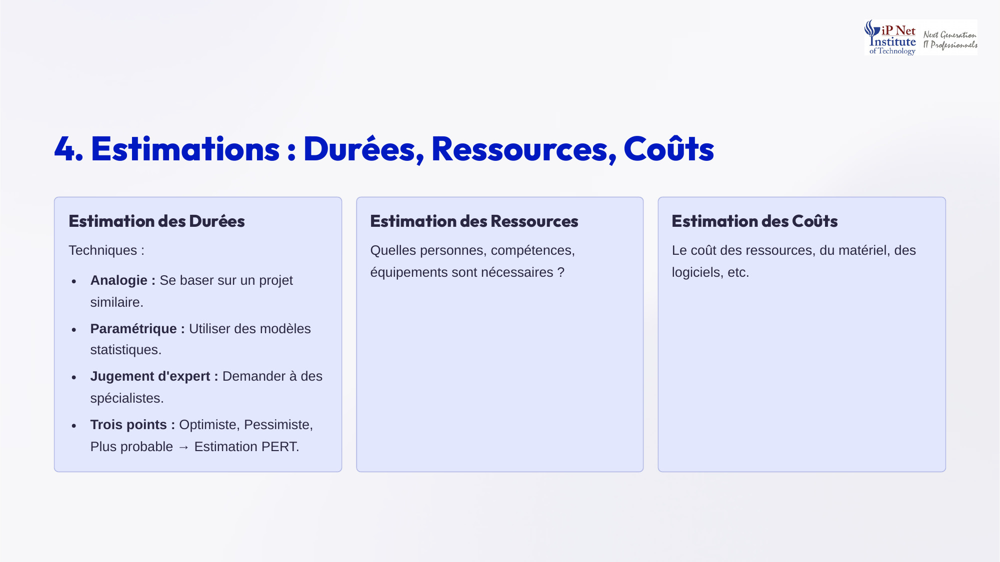 iP Net
Institute
of Technology
Next Generation
IT Professionnels
4. Estimations : Durées, Ressources, Coûts
Estimation des Durées
Techniques :
• Analogie : Se baser sur un projet
similaire.
• Paramétrique : Utiliser des modèles
statistiques.
• Jugement d'expert : Demander à des
spécialistes.
• Trois points : Optimiste, Pessimiste,
Plus probable → Estimation PERT.
Estimation des Ressources
Quelles personnes, compétences,
équipements sont nécessaires ?
Estimation des Coûts
Le coût des ressources, du matériel, des
logiciels, etc.